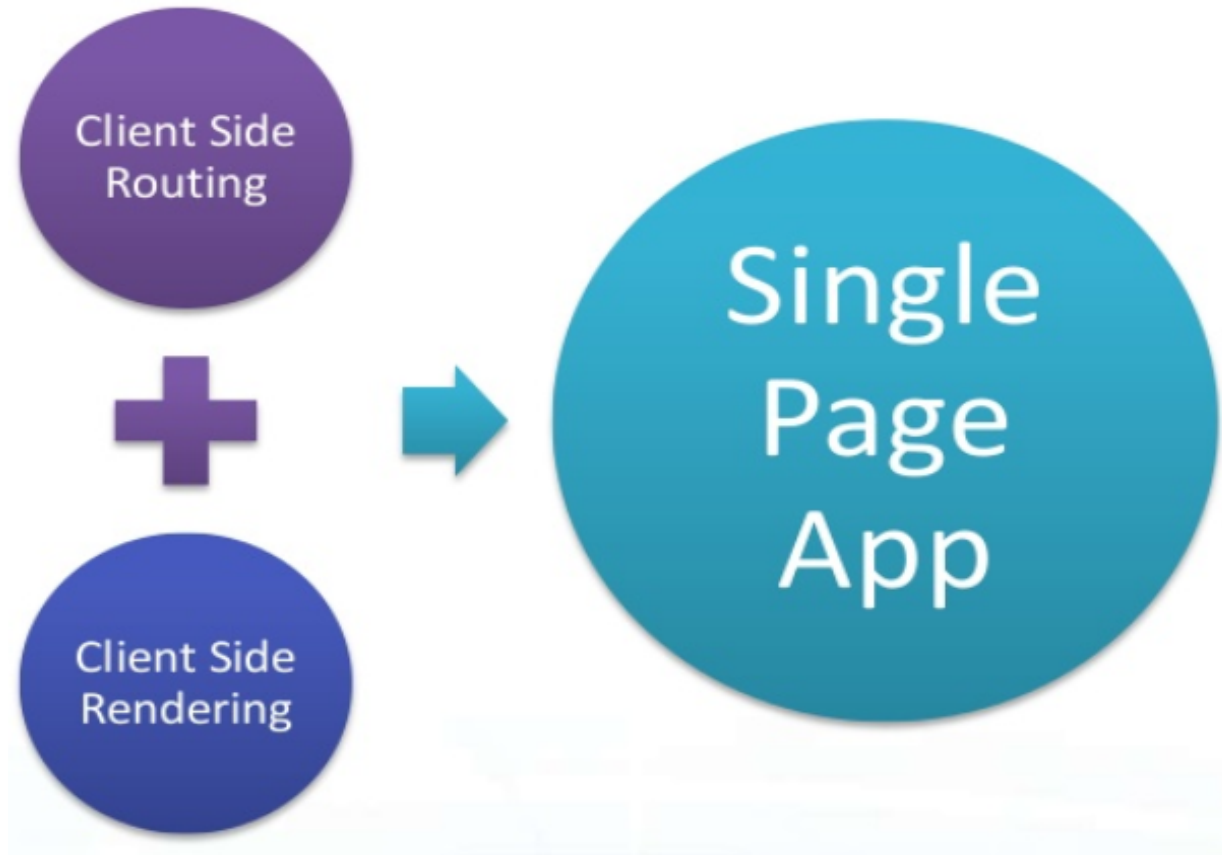 Client Side
Routing
Client Side
Rendering
Single
Page
App